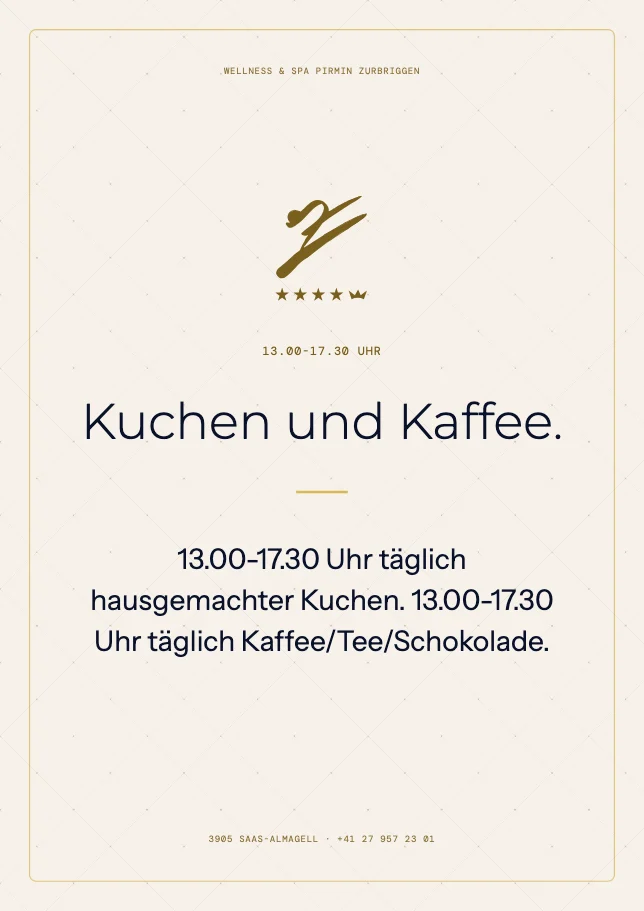 WELLNESS & SPA PIRMIN ZURBRIGGEN
13.00-17.30 UHR
Kuchen und Kaffee.
13.00-17.30 Uhr täglich
hausgemachter Kuchen. 13.00-17.30
Uhr täglich Kaffee/Tee/Schokolade.
3905 SAAS-ALMAGELL · +41 27 957 23 01